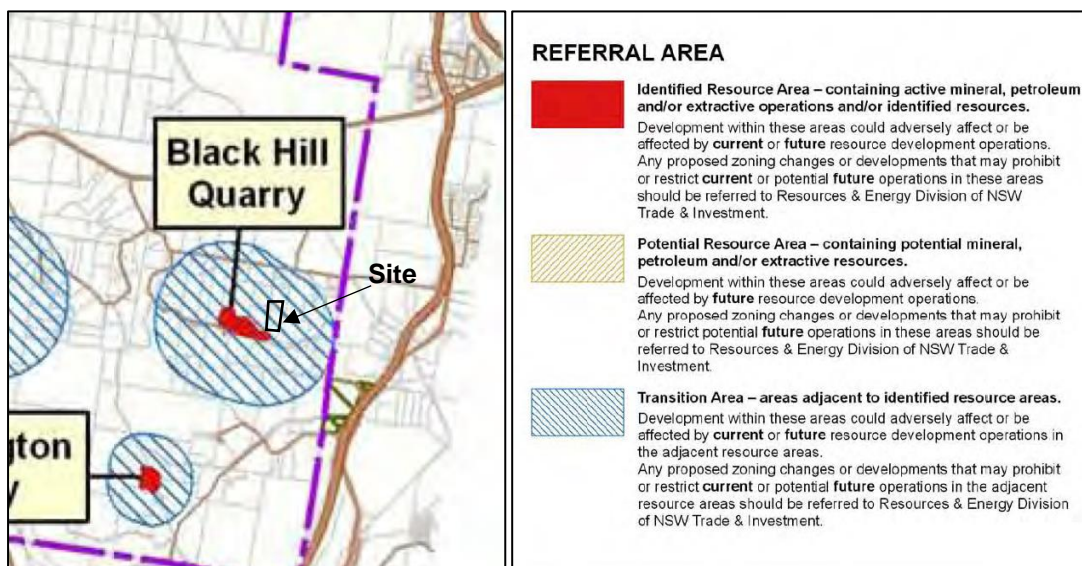 Black Hill
Quarry
Site
gton
y
REFERRAL AREA
Identified Resource Area – containing active mineral, petroleum
and/or extractive operations and/or identified resources.
Development within these areas could adversely affect or be
affected by current or future resource development operations.
Any proposed zoning changes or developments that may prohibit
or restrict current or potential future operations in these areas
should be referred to Resources & Energy Division of NSW
Trade & Investment.
Potential Resource Area – containing potential mineral,
petroleum and/or extractive resources.
Development within these areas could adversely affect or be
affected by future resource development operations.
Any proposed zoning changes or developments that may prohibit
or restrict potential future operations in these areas should be
referred to Resources & Energy Division of NSW Trade &
Investment.
Transition Area – areas adjacent to identified resource areas.
Development within these areas could adversely affect or be
affected by current or future resource development operations in
the adjacent resource areas.
Any proposed zoning changes or developments that may prohibit
or restrict current or potential future operations in the adjacent
resource areas should be referred to Resources & Energy Division
of NSW Trade & Investment.